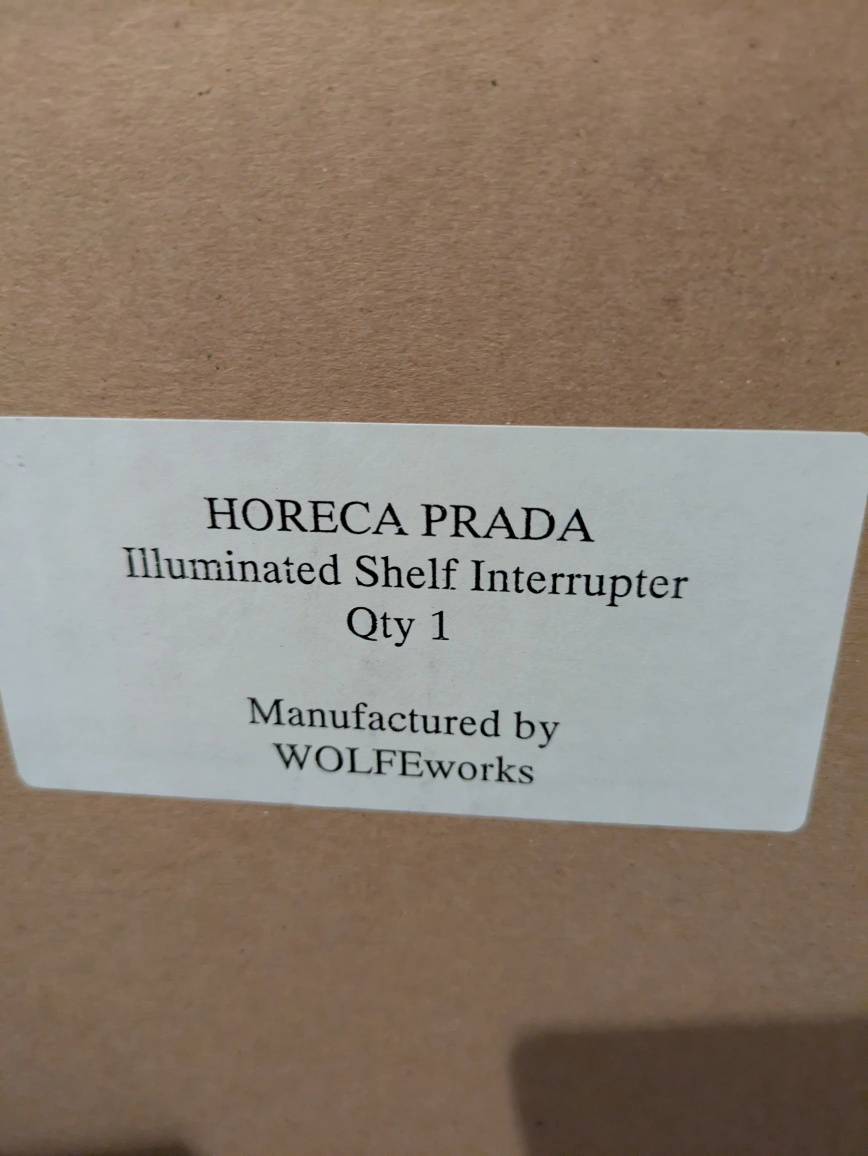 HORECA PRADA
Illuminated Shelf Interrupter
Qty 1
Manufactured by
WOLFEworks